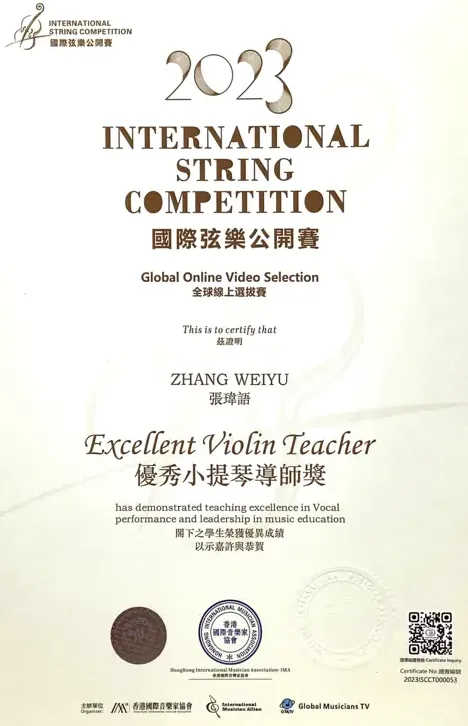 INTERNATIONAL
STRING COMPETITION
國際弦樂公開賽
2023
INTERNATIONAL
STRING
COMPETITION
國際弦樂公開賽
Global Online Video Selection
全球線上選拔賽
This is to certify that
茲證明
ZHANG WEIYU
張瑋語
Excellent Violin Teacher
優秀小提琴導師獎
has demonstrated teaching excellence in Vocal
performance and leadership in music education
閣下之學生榮獲優異成績
以示嘉許與恭賀
HONGKONG INTERNATIONAL MUSICIAN ASSOCIATION
香港
國際音樂家
協會
HongKong International Musician Association-IMA
香港國際音樂家協會
Certificate Inquiry
Certificate No 證書編號
2023ISCCT000053
主辦單位
Organizer:
香港國際音樂家協會
International
Musician Allian
GMTV
Global Musicians TV